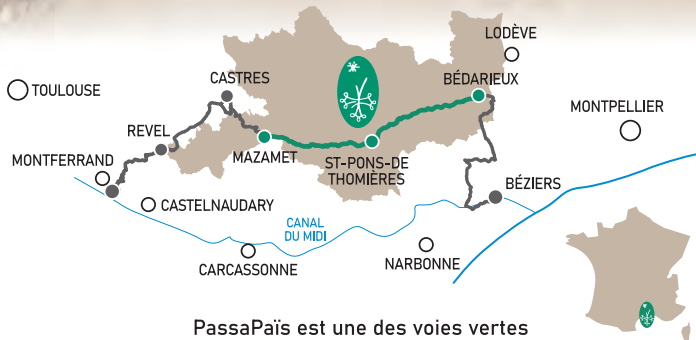 LODÈVE
CASTRES
BÉDARIEUX
TOULOUSE
MONTPELLIER
REVEL
MAZAMET
ST-PONS-DE
THOMIÈRES
MONTFERRAND
BÉZIERS
CASTELNAUDARY
CANAL
DU MIDI
NARBONNE
CARCASSONNE
PassaPaïs est une des voies vertes